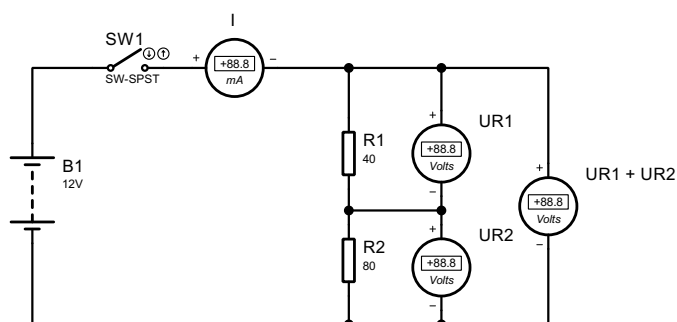 I
SW1
+ +88.8 −
SW-SPST
mA
UR1
+
R1
40
+88.8
Volts
−
B1
12V
UR1 + UR2
+
+88.8
Volts
−
UR2
+
R2
80
+88.8
Volts
−